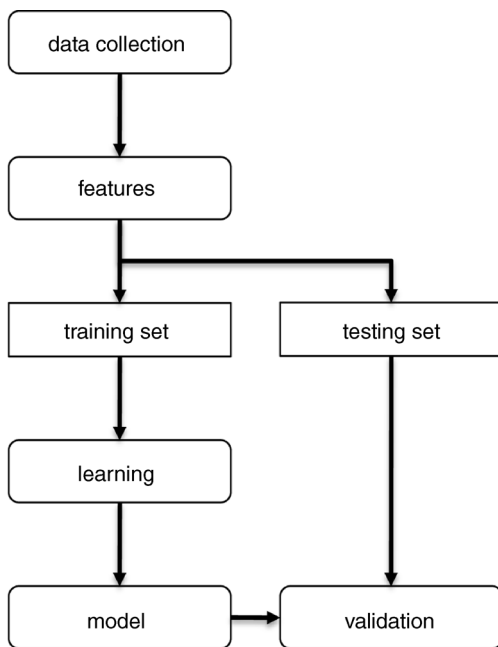 data collection
features
training set
testing set
learning
model
validation